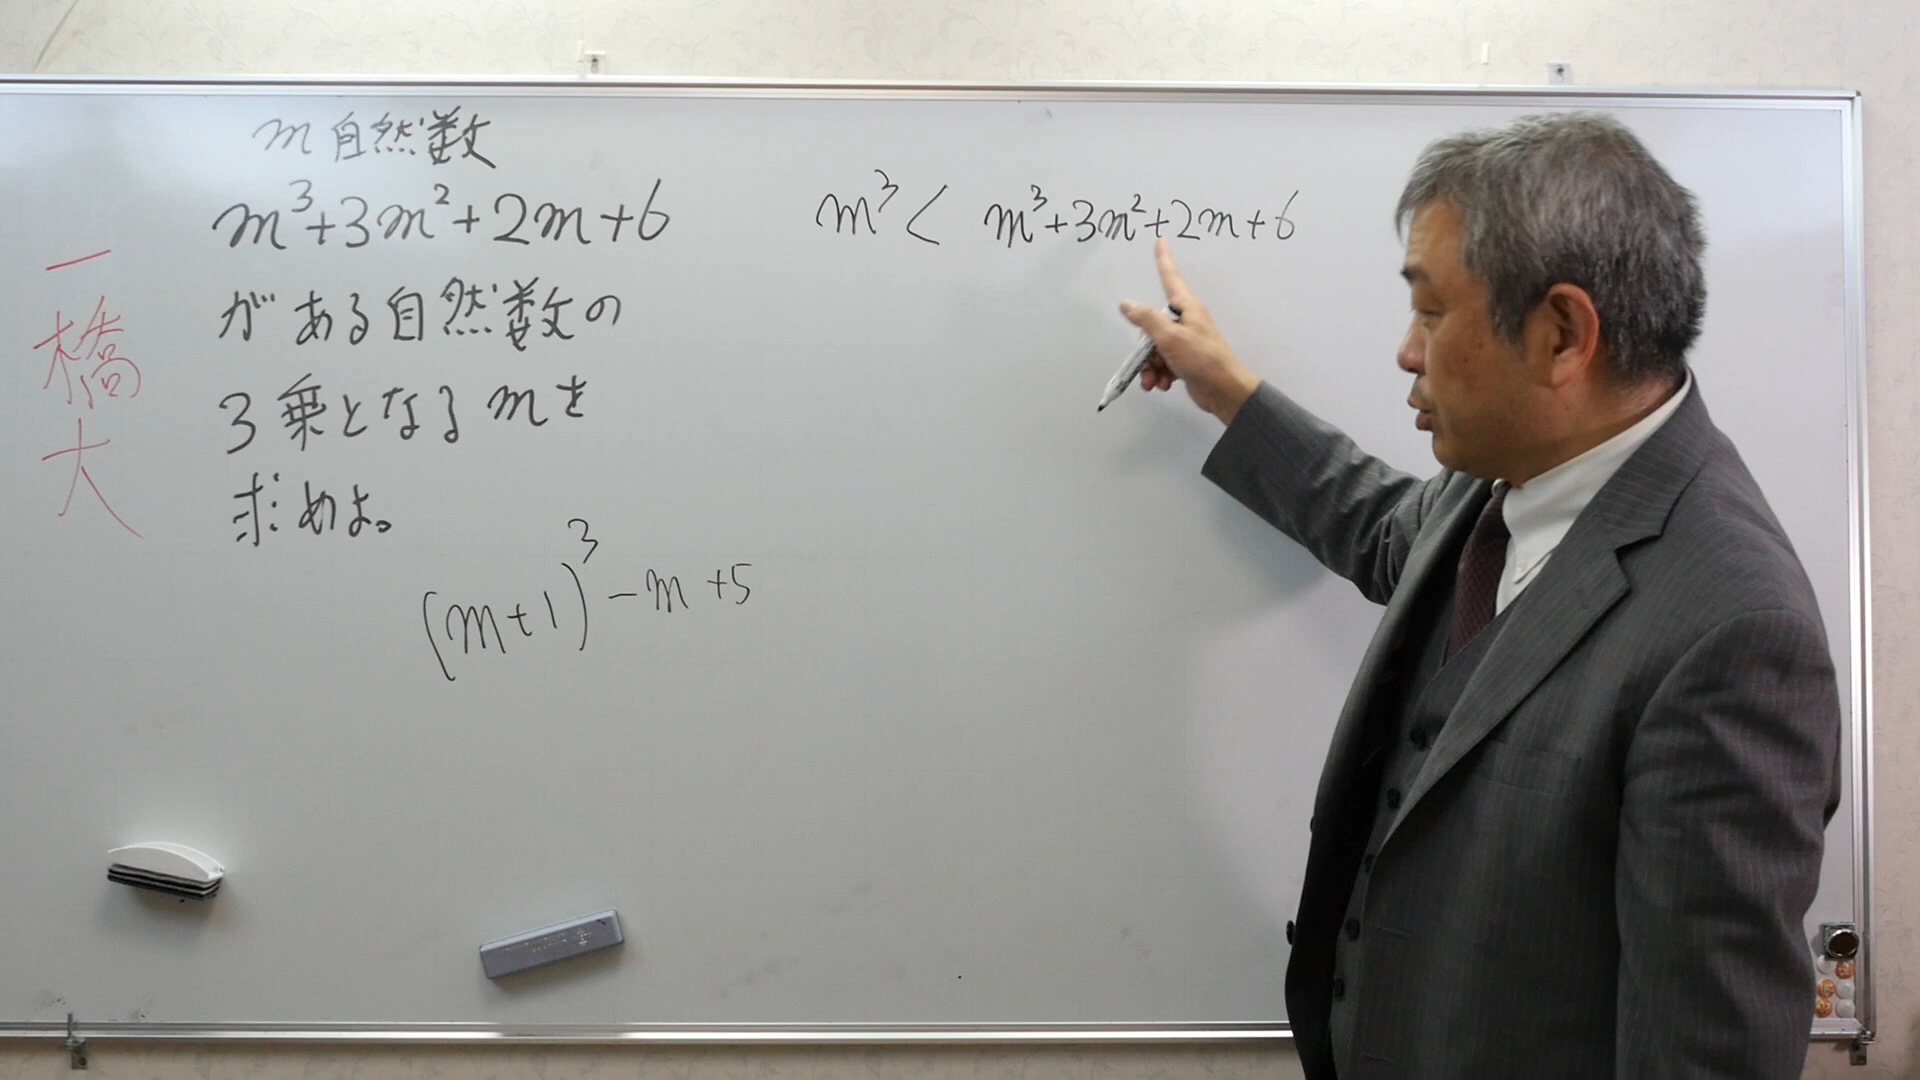 一橋大
m 自然数
m³+3m²+2m+6
がある自然数の
3乗となるmを
求めよ。
(m+1)³-m+5
m³< m³+3m²+2m+6